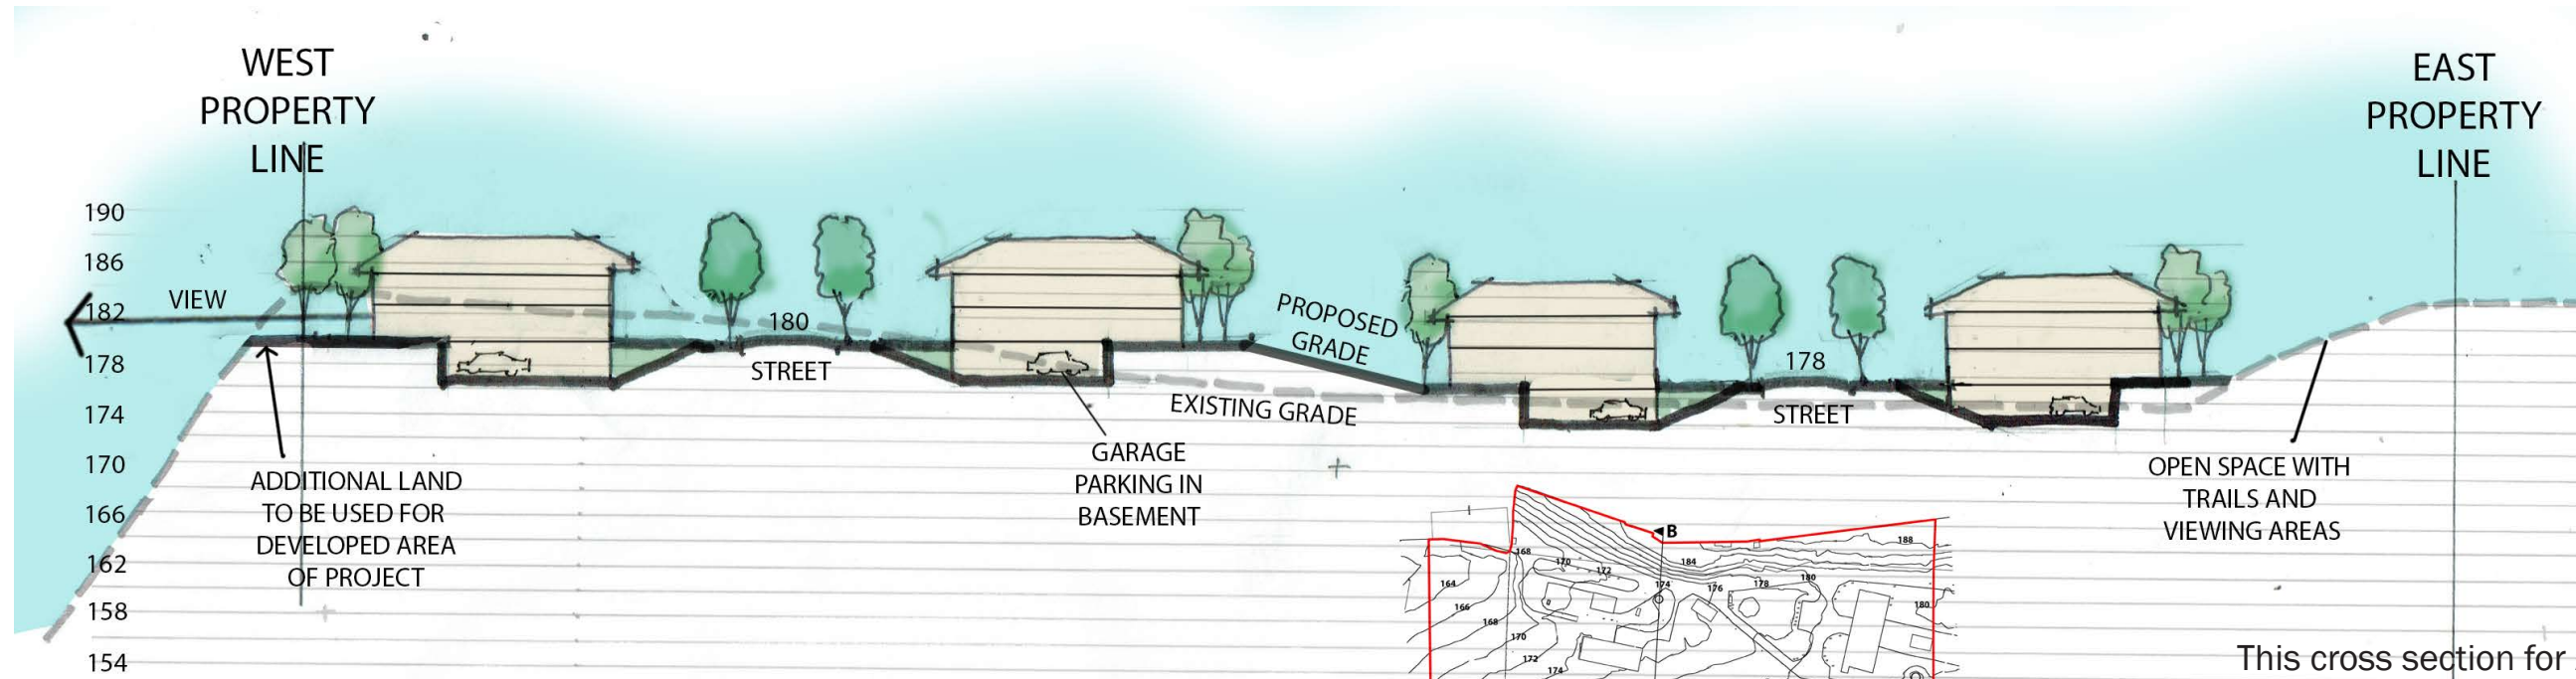 WEST
PROPERTY
LINE
EAST
PROPERTY
LINE
190
186
182
178
174
170
166
162
158
154
VIEW
180
STREET
PROPOSED
GRADE
EXISTING GRADE
178
STREET
ADDITIONAL LAND
TO BE USED FOR
DEVELOPED AREA
OF PROJECT
GARAGE
PARKING IN
BASEMENT
OPEN SPACE WITH
TRAILS AND
VIEWING AREAS
B
188
168
184
170
172
164
174
176
178
180
166
180
168
170
172
174
This cross section for